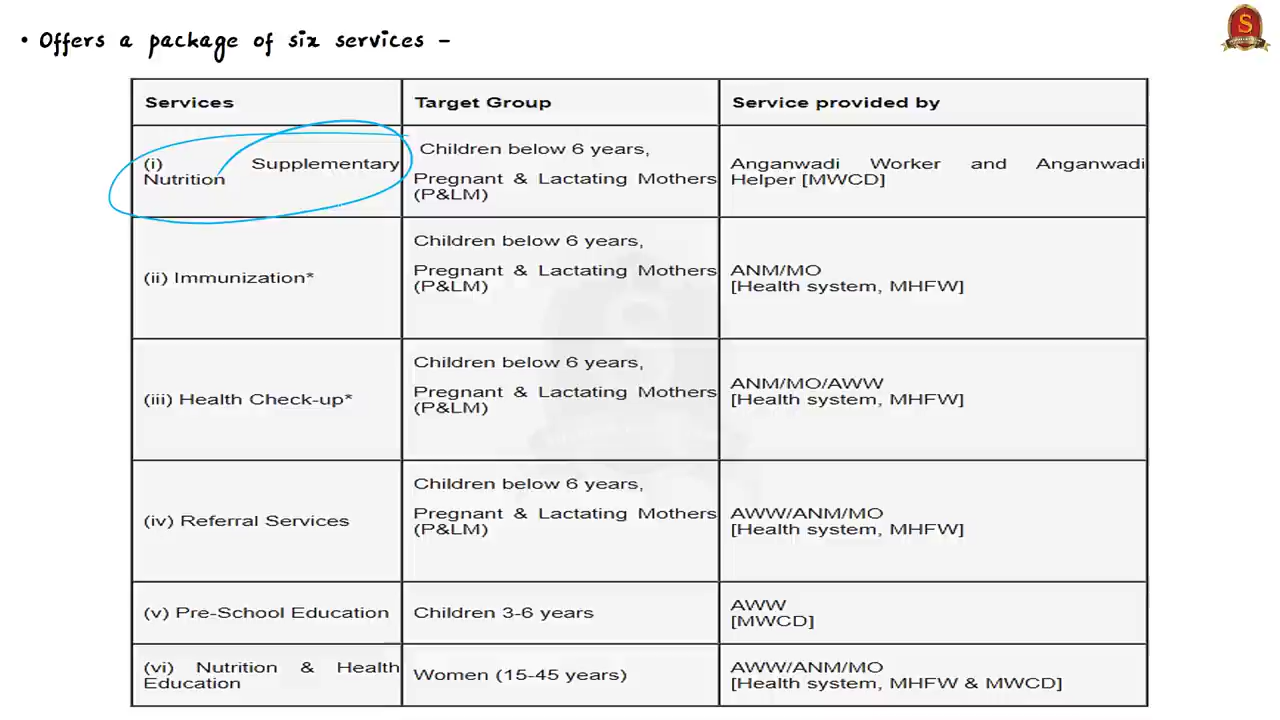 • Offers a package of six services –
Services
Target Group
Service provided by
(i) Supplementary
Nutrition
Children below 6 years,
Pregnant & Lactating Mothers
(P&LM)
Anganwadi Worker and Anganwadi
Helper [MWCD]
(ii) Immunization*
Children below 6 years,
Pregnant & Lactating Mothers
(P&LM)
ANM/MO
[Health system, MHFW]
(iii) Health Check-up*
Children below 6 years,
Pregnant & Lactating Mothers
(P&LM)
ANM/MO/AWW
[Health system, MHFW]
(iv) Referral Services
Children below 6 years,
Pregnant & Lactating Mothers
(P&LM)
AWW/ANM/MO
[Health system, MHFW]
(v) Pre-School Education
Children 3-6 years
AWW
[MWCD]
(vi) Nutrition & Health
Education
Women (15-45 years)
AWW/ANM/MO
[Health system, MHFW & MWCD]
S